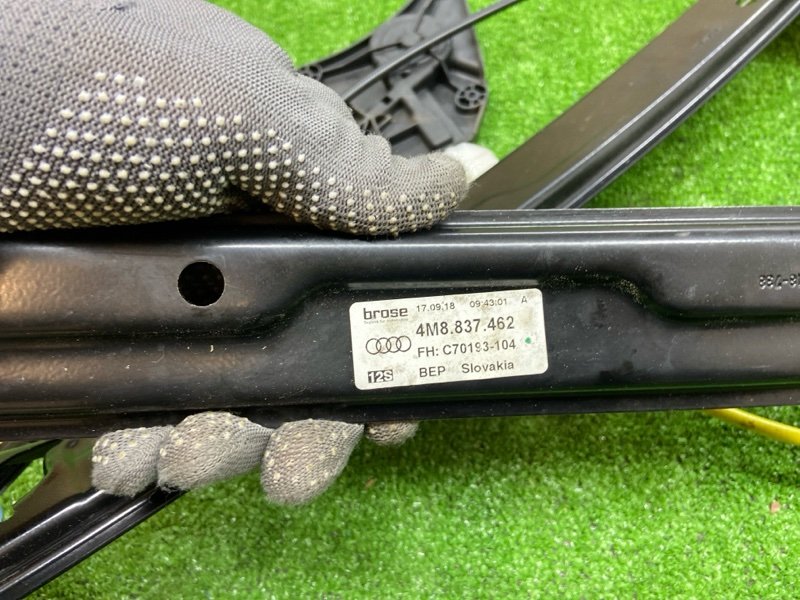 brose 17.09.18 09:43:01 A
4M8.837.462
FH: C70193-104
12S BEP Slovakia